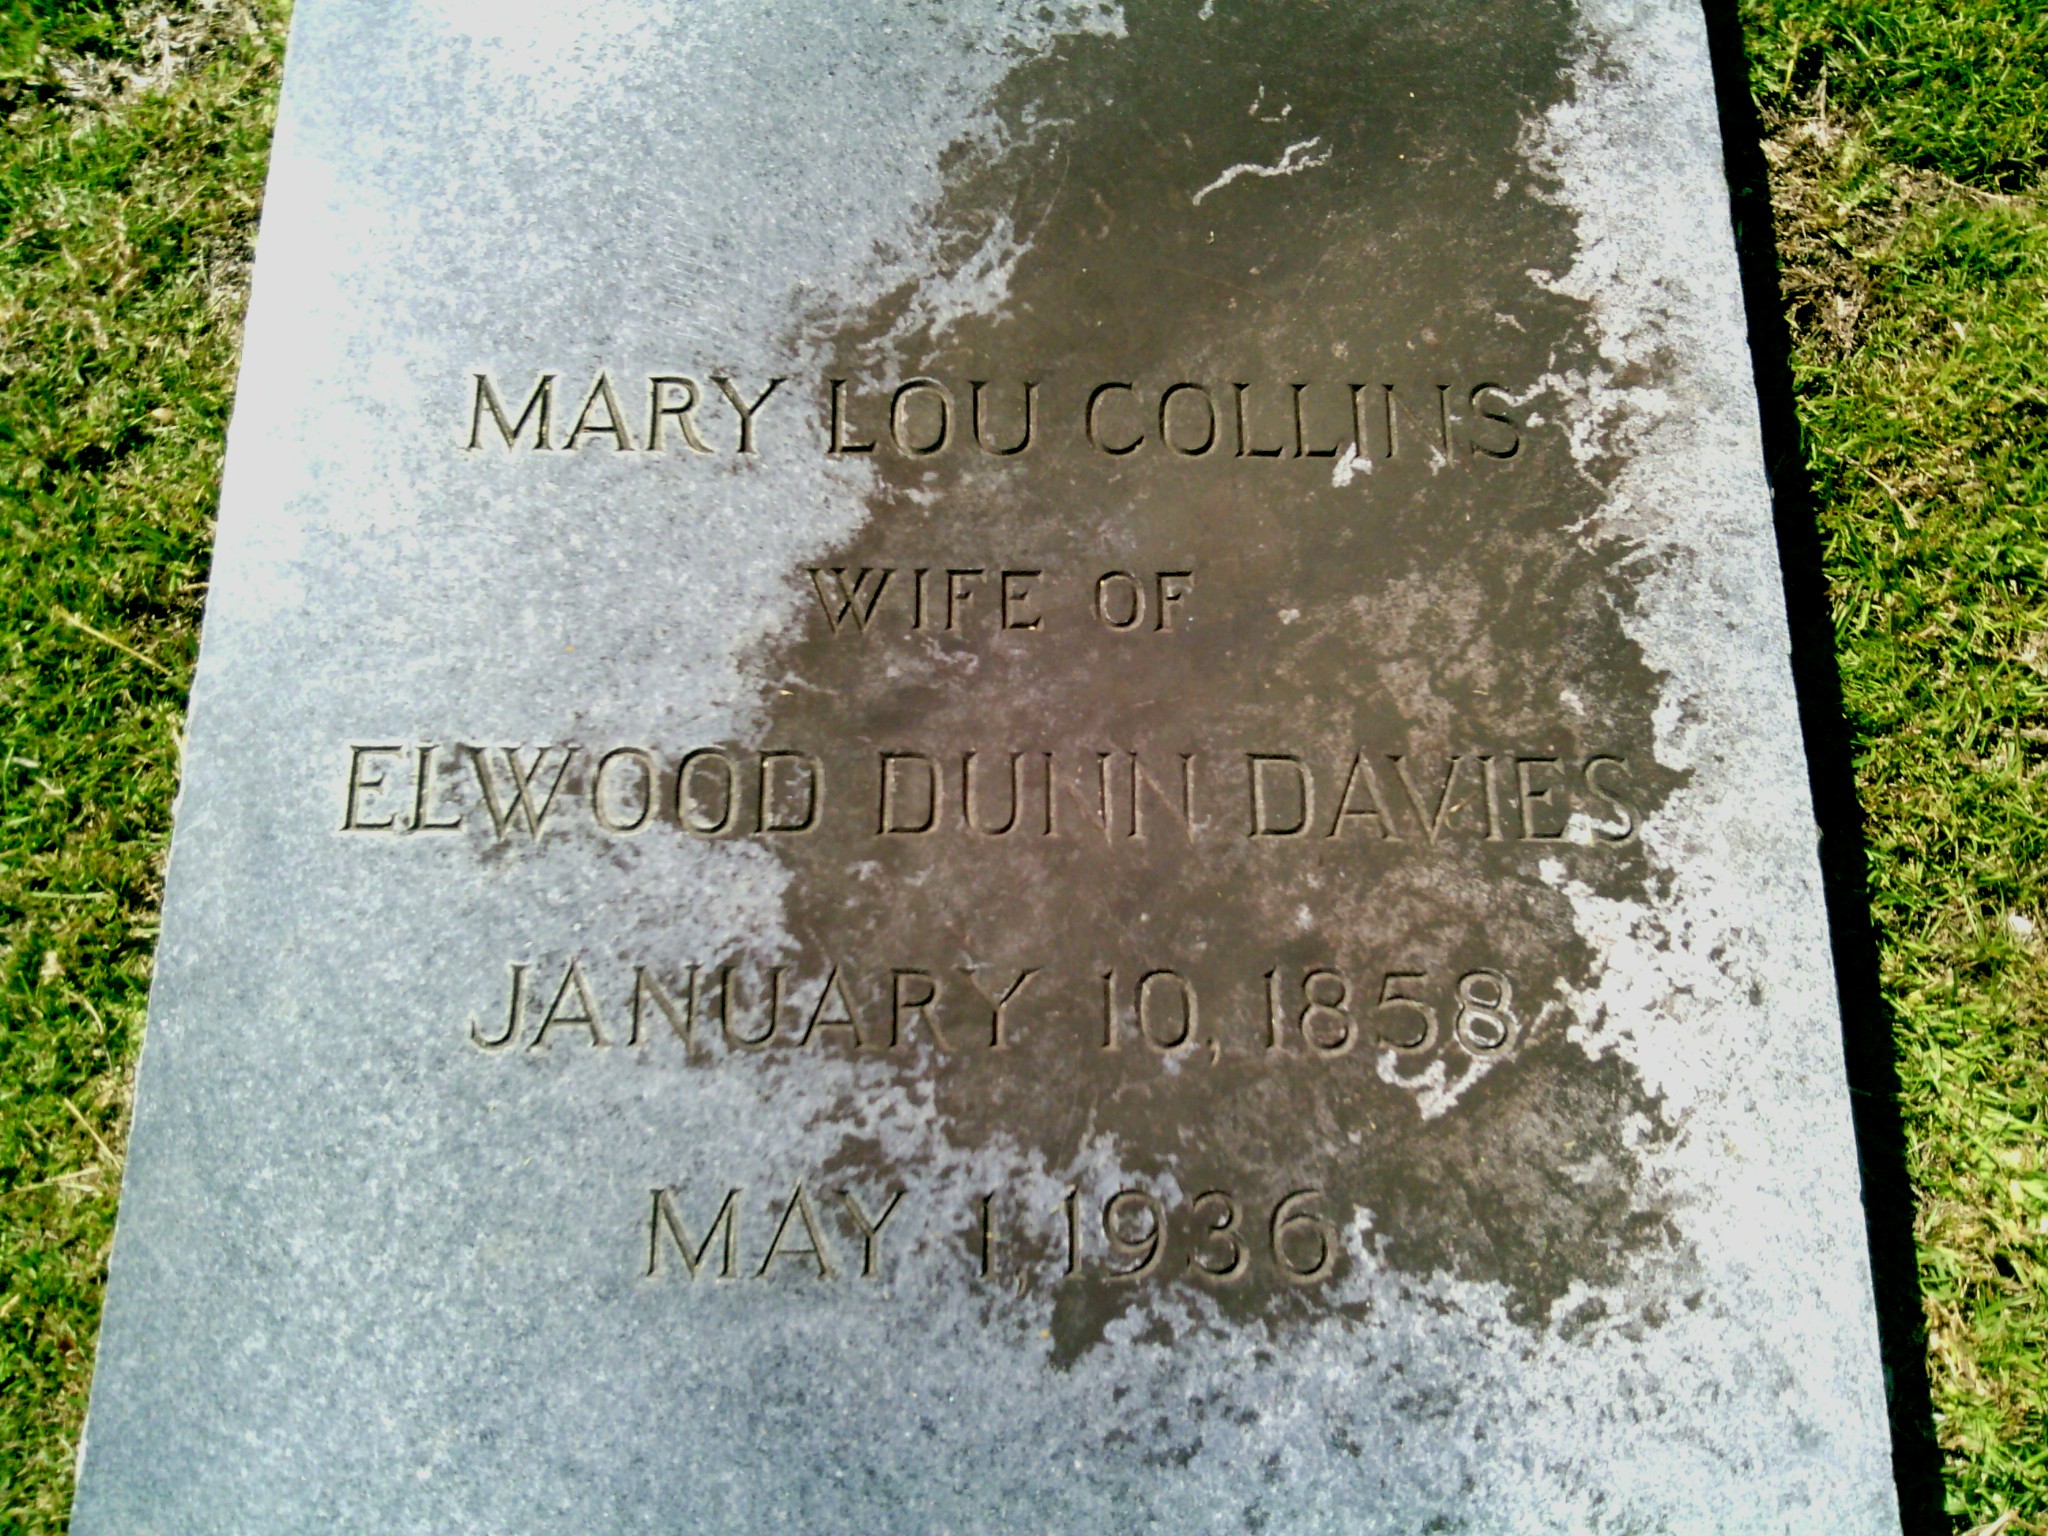 MARY LOU COLLINS
WIFE OF
ELWOOD DUNN DAVIES
JANUARY 10, 1858
MAY 1, 1936